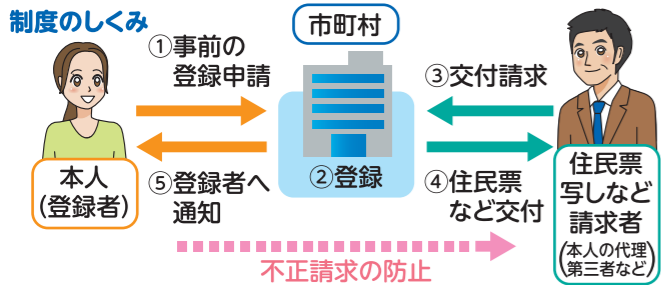 制度のしくみ
市町村
①事前の
登録申請
③交付請求
②登録
本人
(登録者)
⑤登録者へ
通知
④住民票
など交付
住民票
写しなど
請求者
(本人の代理
第三者など)
不正請求の防止